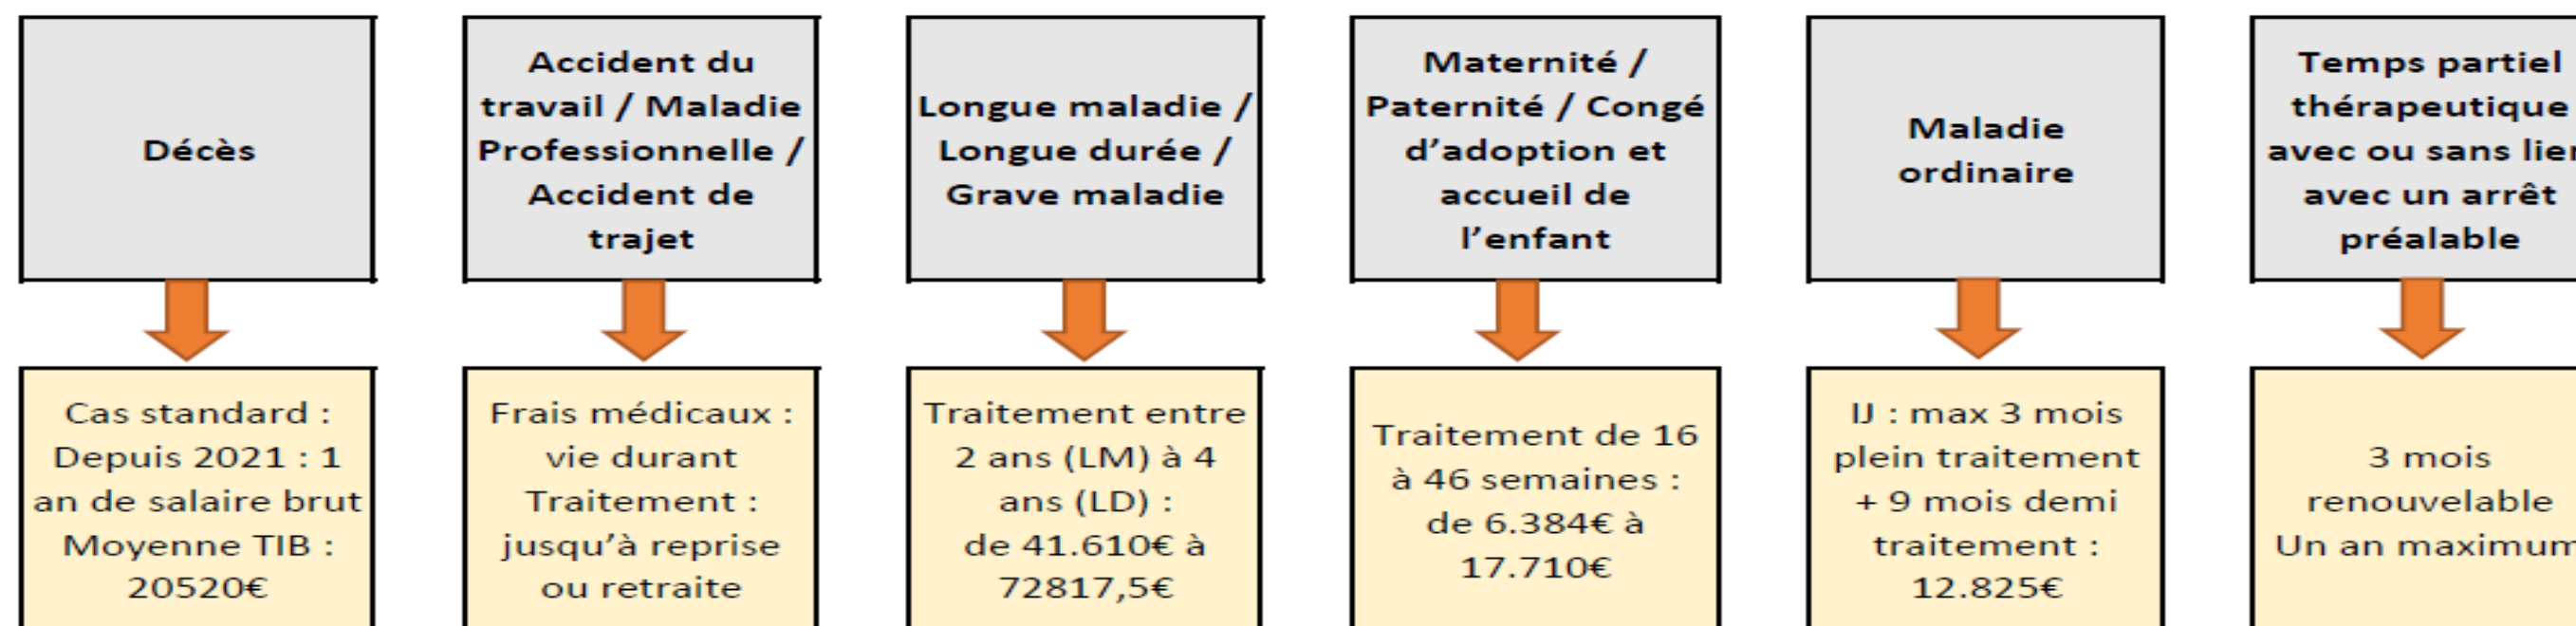 Décès
Accident du
travail / Maladie
Professionnelle /
Accident de
trajet
Longue maladie /
Longue durée /
Grave maladie
Maternité /
Paternité / Congé
d’adoption et
accueil de
l’enfant
Maladie
ordinaire
Temps partiel
thérapeutique
avec ou sans lien
avec un arrêt
préalable
Cas standard :
Depuis 2021 : 1
an de salaire brut
Moyenne TIB :
20520€
Frais médicaux :
vie durant
Traitement :
jusqu’à reprise
ou retraite
Traitement entre
2 ans (LM) à 4
ans (LD) :
de 41.610€ à
72817,5€
Traitement de 16
à 46 semaines :
de 6.384€ à
17.710€
IJ : max 3 mois
plein traitement
+ 9 mois demi
traitement :
12.825€
3 mois
renouvelable
Un an maximum